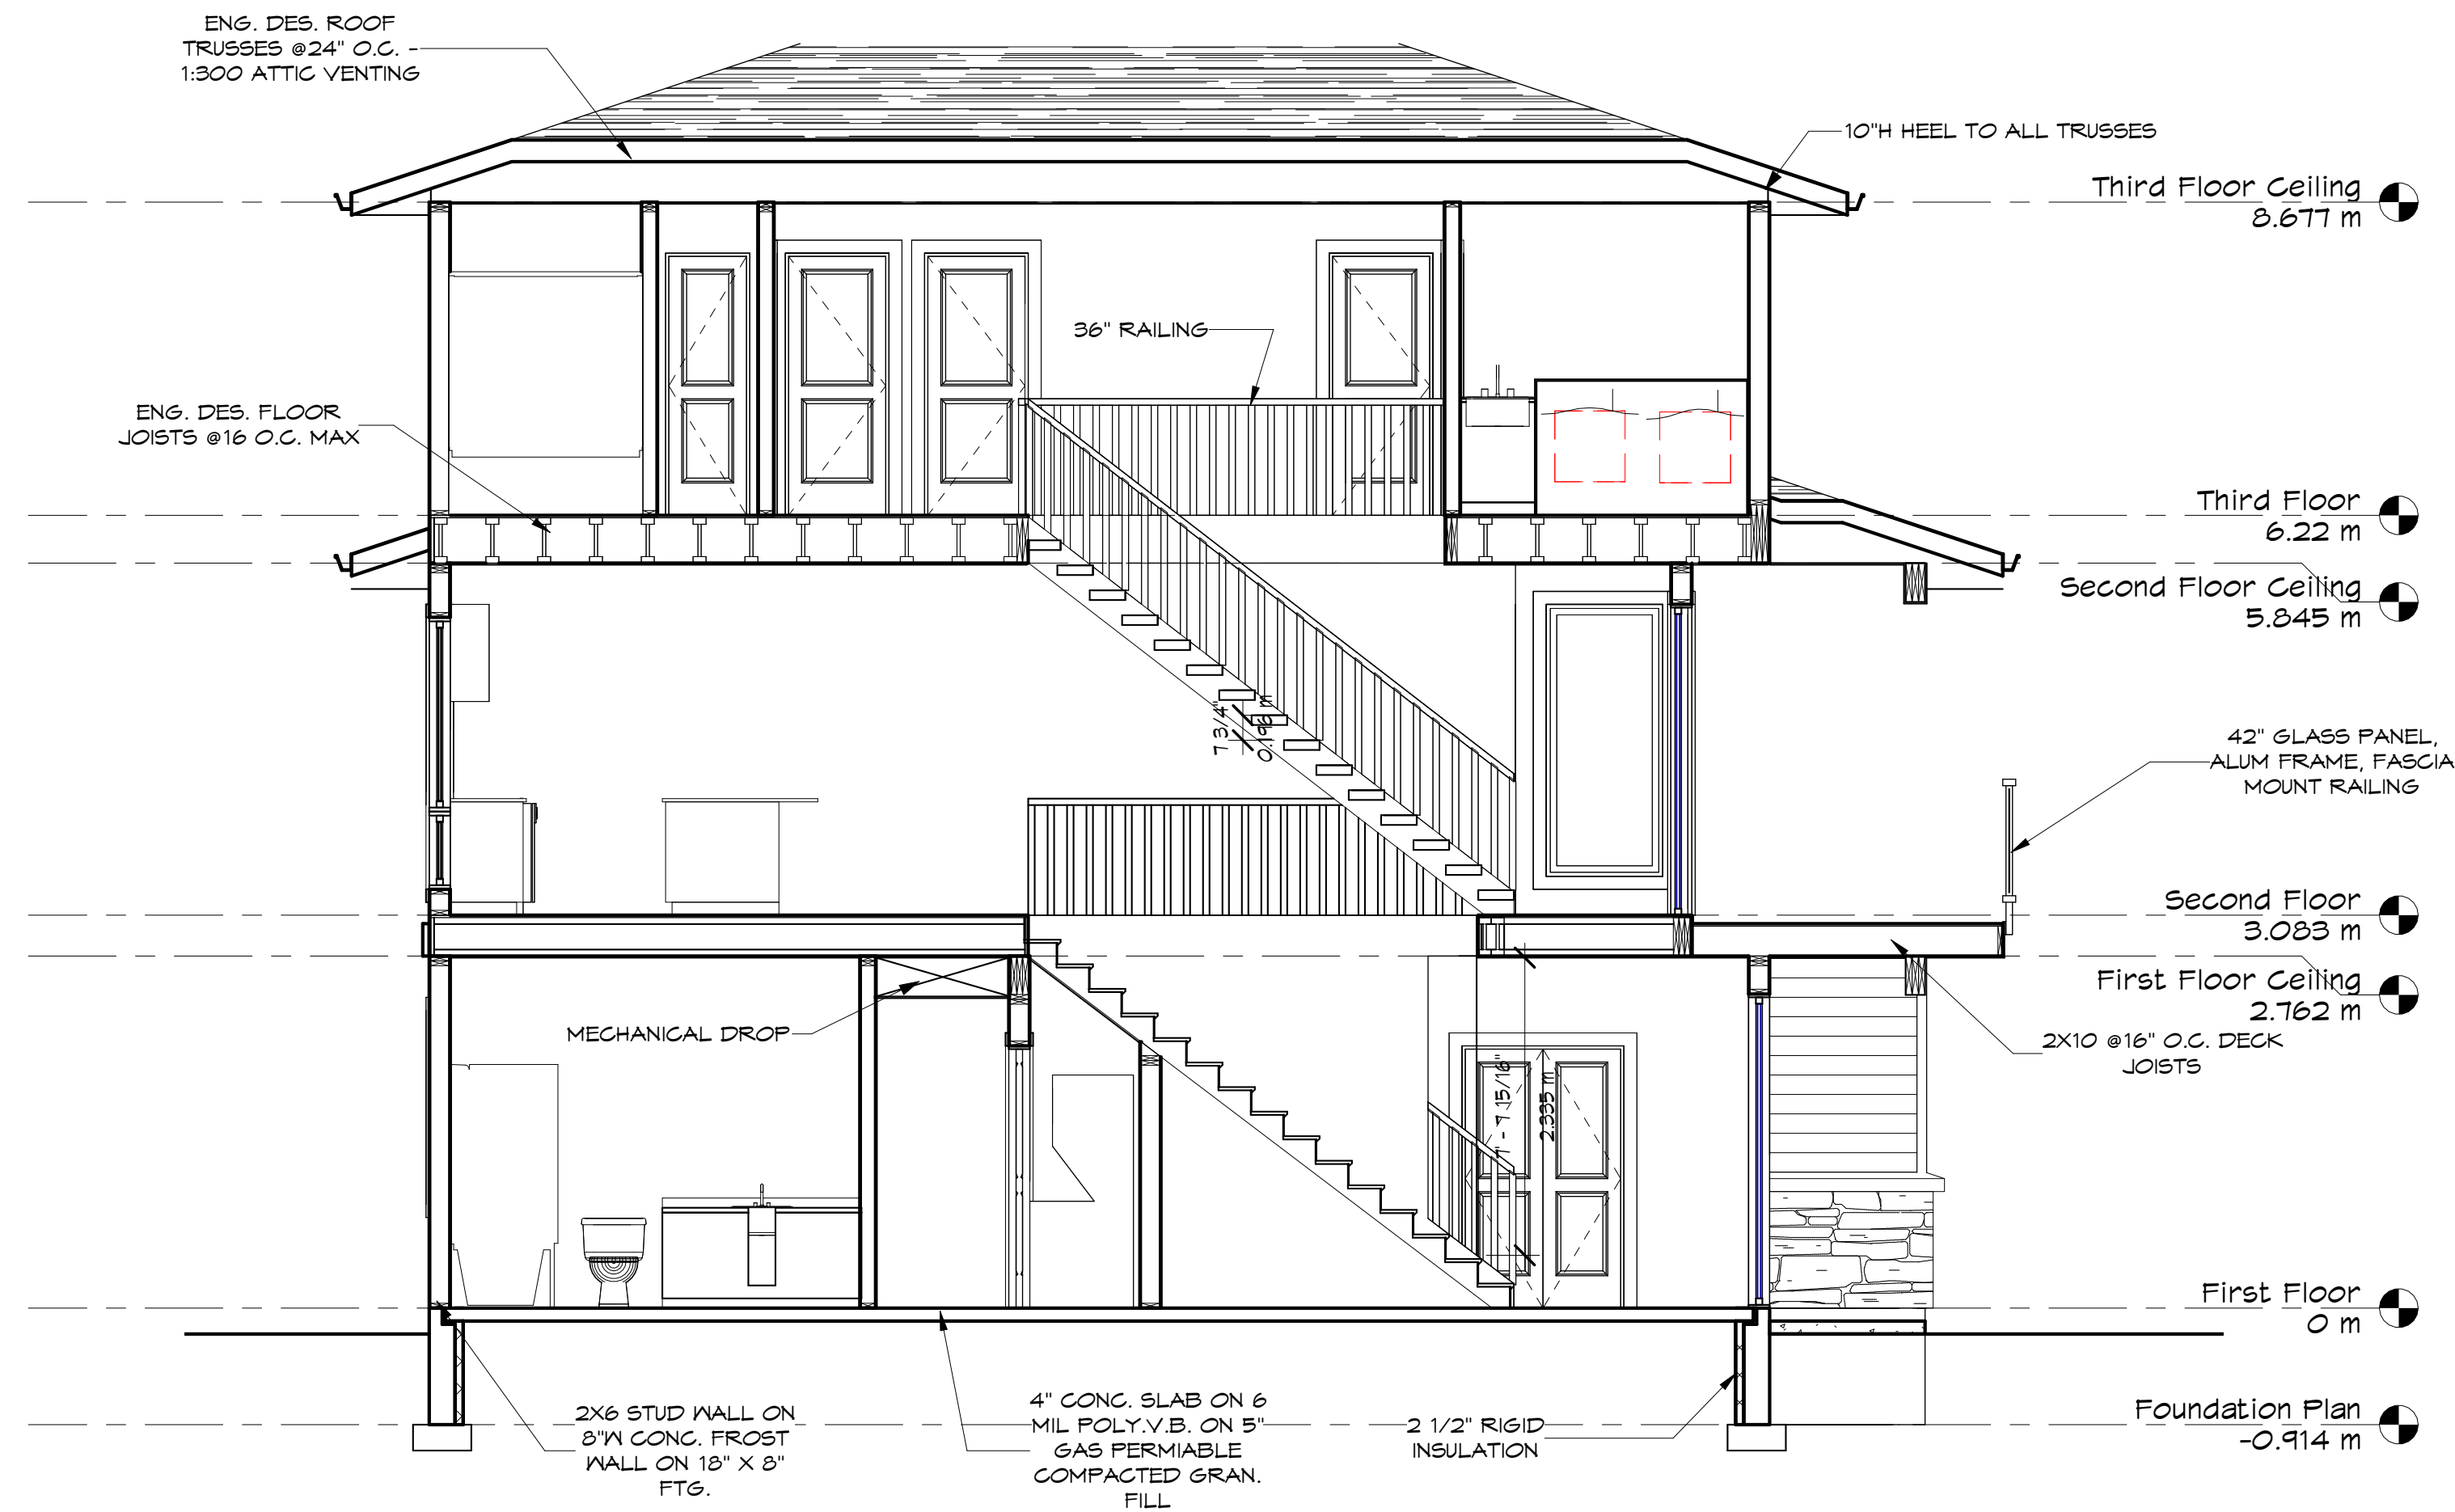 ENG. DES. ROOF
TRUSSES @24" O.C. -
1:300 ATTIC VENTING
10"H HEEL TO ALL TRUSSES
Third Floor Ceiling
8.677 m
36" RAILING
ENG. DES. FLOOR
JOISTS @16 O.C. MAX
Third Floor
6.22 m
Second Floor Ceiling
5.845 m
7 3/4"
0.196 m
42" GLASS PANEL,
ALUM FRAME, FASCIA
MOUNT RAILING
Second Floor
3.083 m
First Floor Ceiling
2.762 m
MECHANICAL DROP
2X10 @16" O.C. DECK
JOISTS
7' - 7 15/16"
2.335 m
First Floor
0 m
2X6 STUD WALL ON
8"W CONC. FROST
WALL ON 18" X 8"
FTG.
4" CONC. SLAB ON 6
MIL POLY.V.B. ON 5"
GAS PERMIABLE
COMPACTED GRAN.
FILL
2 1/2" RIGID
INSULATION
Foundation Plan
-0.914 m